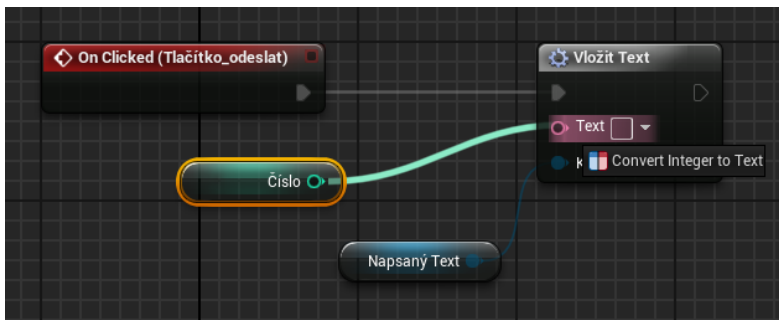 On Clicked (Tlačítko_odeslat)
Vložit Text
Text
Číslo
Convert Integer to Text
Napsaný Text